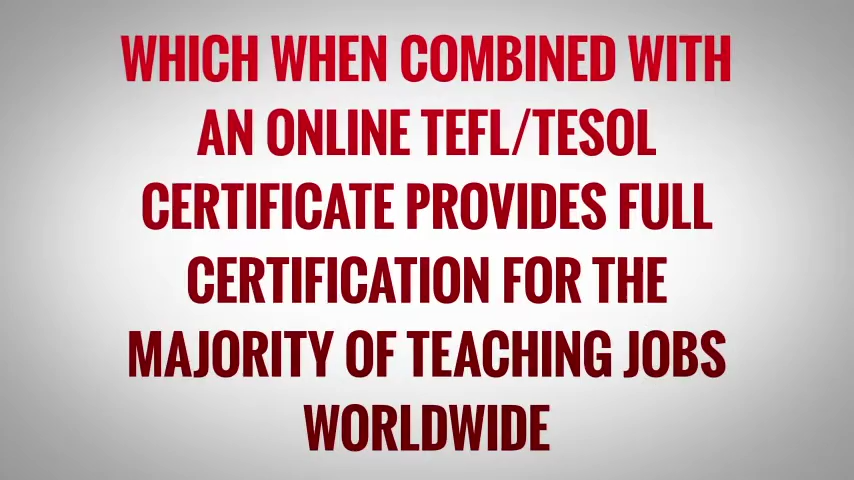 WHICH WHEN COMBINED WITH
AN ONLINE TEFL/TESOL
CERTIFICATE PROVIDES FULL
CERTIFICATION FOR THE
MAJORITY OF TEACHING JOBS
WORLDWIDE